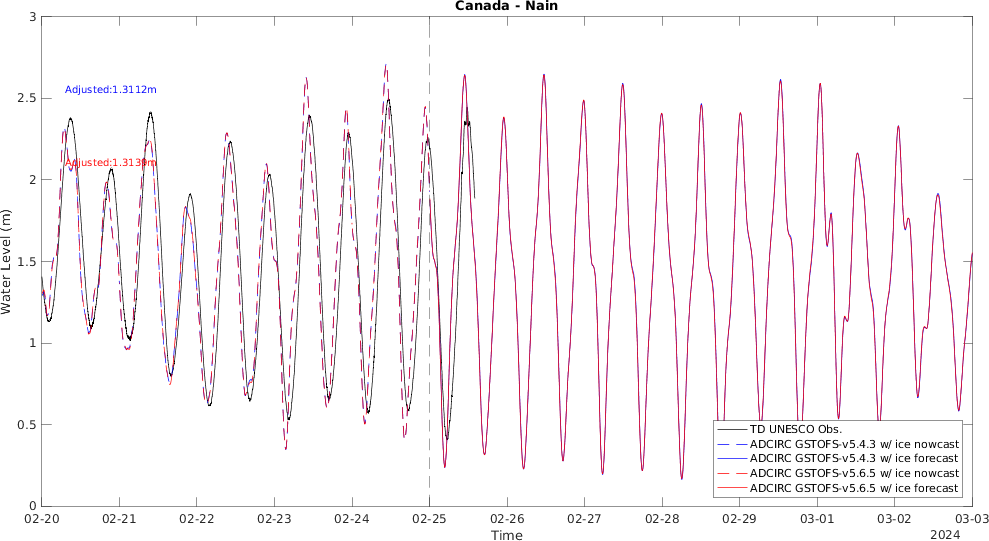 Canada - Nain
3
2.5
2
1.5
1
0.5
0
Water Level (m)
Adjusted:1.3112m
Adjusted:1.3139m
TD UNESCO Obs.
ADCIRC GSTOFS-v5.4.3 w/ ice nowcast
ADCIRC GSTOFS-v5.4.3 w/ ice forecast
ADCIRC GSTOFS-v5.6.5 w/ ice nowcast
ADCIRC GSTOFS-v5.6.5 w/ ice forecast
02-20 02-21 02-22 02-23 02-24 02-25 02-26 02-27 02-28 02-29 03-01 03-02 03-03
Time
2024